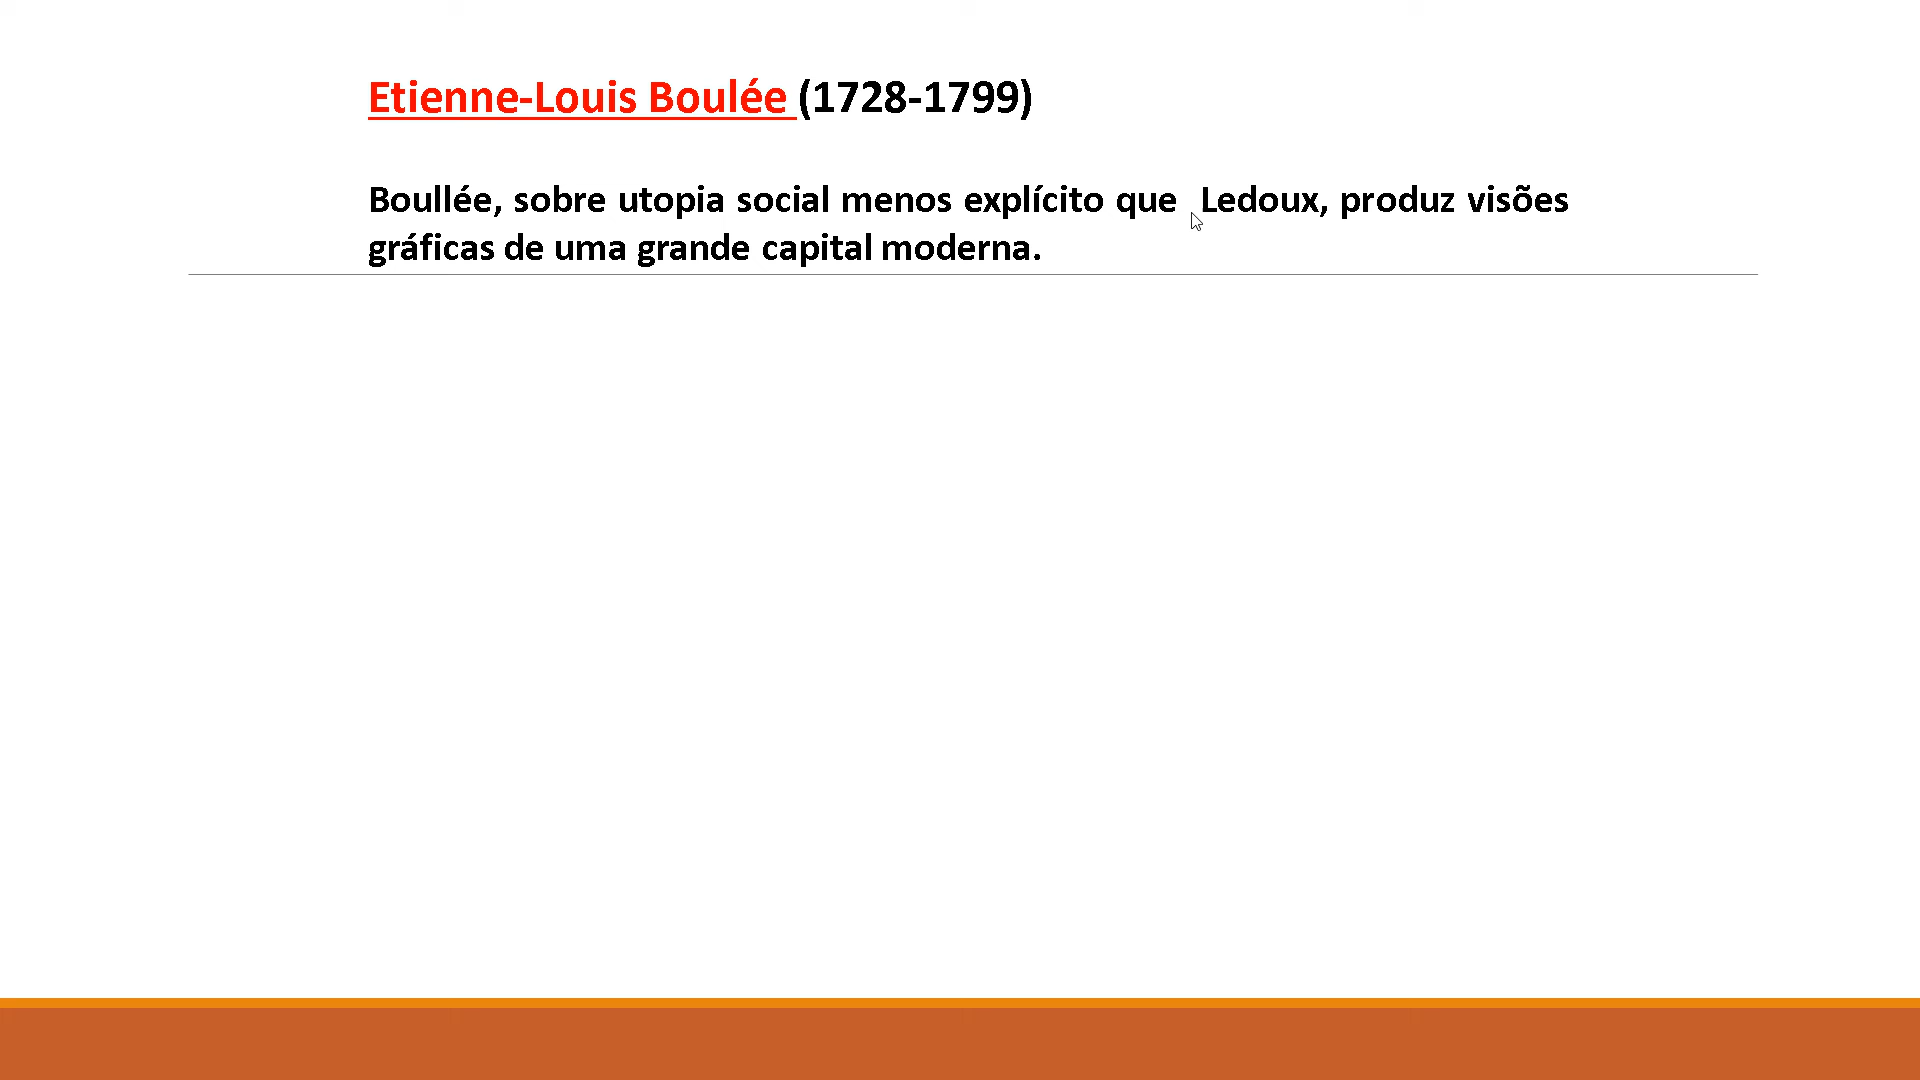 Etienne-Louis Boulée (1728-1799)
Boullée, sobre utopia social menos explícito que Ledoux, produz visões
gráficas de uma grande capital moderna.